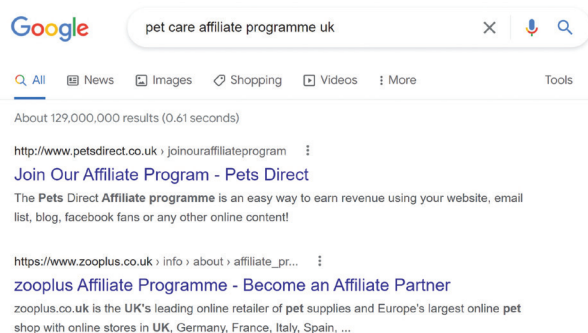 Google
pet care affiliate programme uk
All News Images Shopping Videos More Tools
About 129,000,000 results (0.61 seconds)
http://www.petsdirect.co.uk › joinouraffiliateprogram
Join Our Affiliate Program - Pets Direct
The Pets Direct Affiliate programme is an easy way to earn revenue using your website, email
list, blog, facebook fans or any other online content!
https://www.zooplus.co.uk › info › about › affiliate_pr...
zooplus Affiliate Programme - Become an Affiliate Partner
zooplus.co.uk is the UK's leading online retailer of pet supplies and Europe's largest online pet
shop with online stores in UK, Germany, France, Italy, Spain, ...